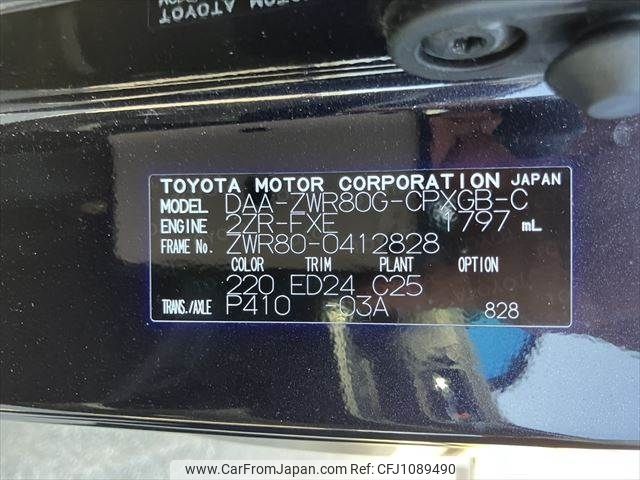 TOYOTA MOTOR CORPORATION JAPAN
MODEL DAA-ZWR80G-CPXGB-C
ENGINE 2ZR-FXE 1797 mL
FRAME No. ZWR80-0412828
COLOR TRIM PLANT OPTION
220 ED24 C25
TRANS./AXLE P410 -03A 828
www.CarFromJapan.com | Ref.No: CFJ1089490